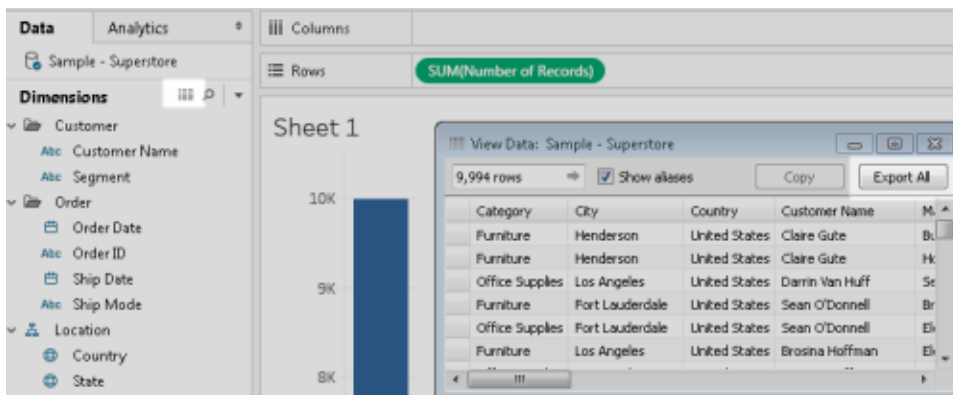 Data
Analytics
Columns
Sample - Superstore
Rows
SUM(Number of Records)
Dimensions
Customer
Abc Customer Name
Abc Segment
Order
Order Date
Abc Order ID
Ship Date
Abc Ship Mode
Location
Country
State
Sheet 1
10K
9K
8K
View Data: Sample - Superstore
9,994 rows
Show aliases
Copy
Export All
Category City Country Customer Name
Furniture Henderson United States Claire Gute
Furniture Henderson United States Claire Gute
Office Supplies Los Angeles United States Darrin Van Huff
Furniture Fort Lauderdale United States Sean O'Donnell
Office Supplies Fort Lauderdale United States Sean O'Donnell
Furniture Los Angeles United States Brosina Hoffman